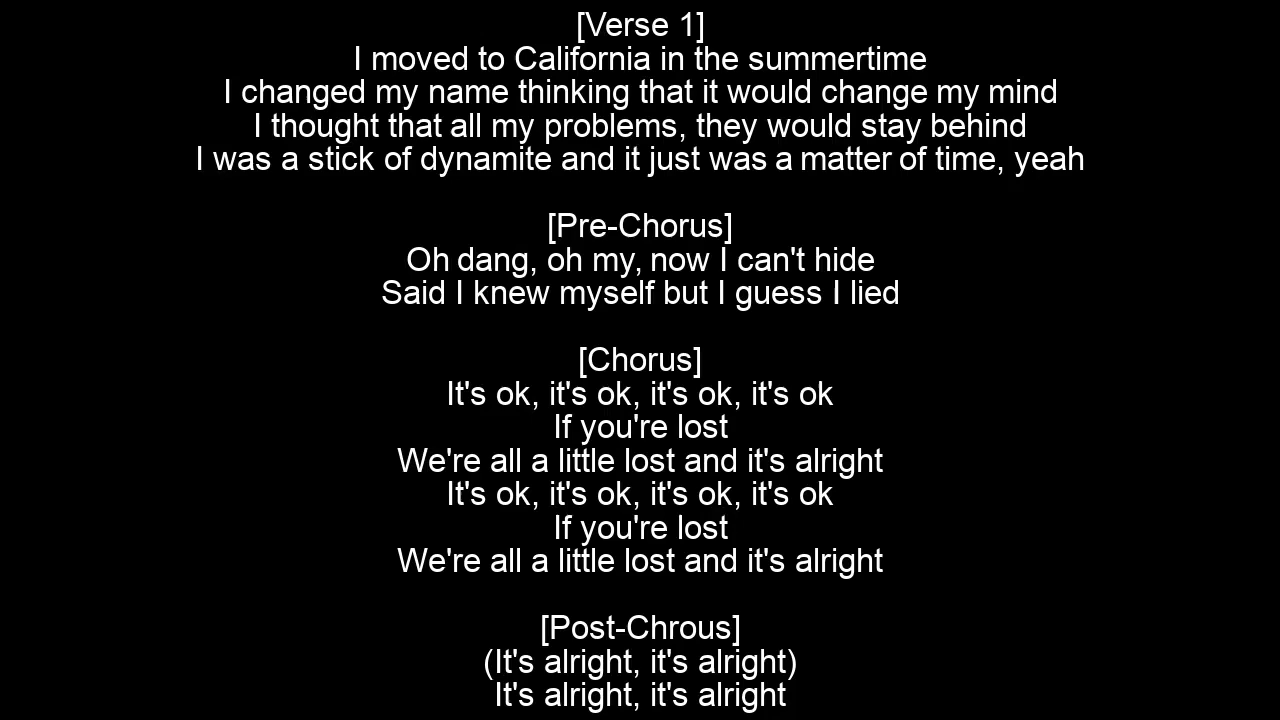 [Verse 1]
I moved to California in the summertime
I changed my name thinking that it would change my mind
I thought that all my problems, they would stay behind
I was a stick of dynamite and it just was a matter of time, yeah
[Pre-Chorus]
Oh dang, oh my, now I can't hide
Said I knew myself but I guess I lied
[Chorus]
It's ok, it's ok, it's ok, it's ok
If you're lost
We're all a little lost and it's alright
It's ok, it's ok, it's ok, it's ok
If you're lost
We're all a little lost and it's alright
[Post-Chrous]
(It's alright, it's alright)
It's alright, it's alright